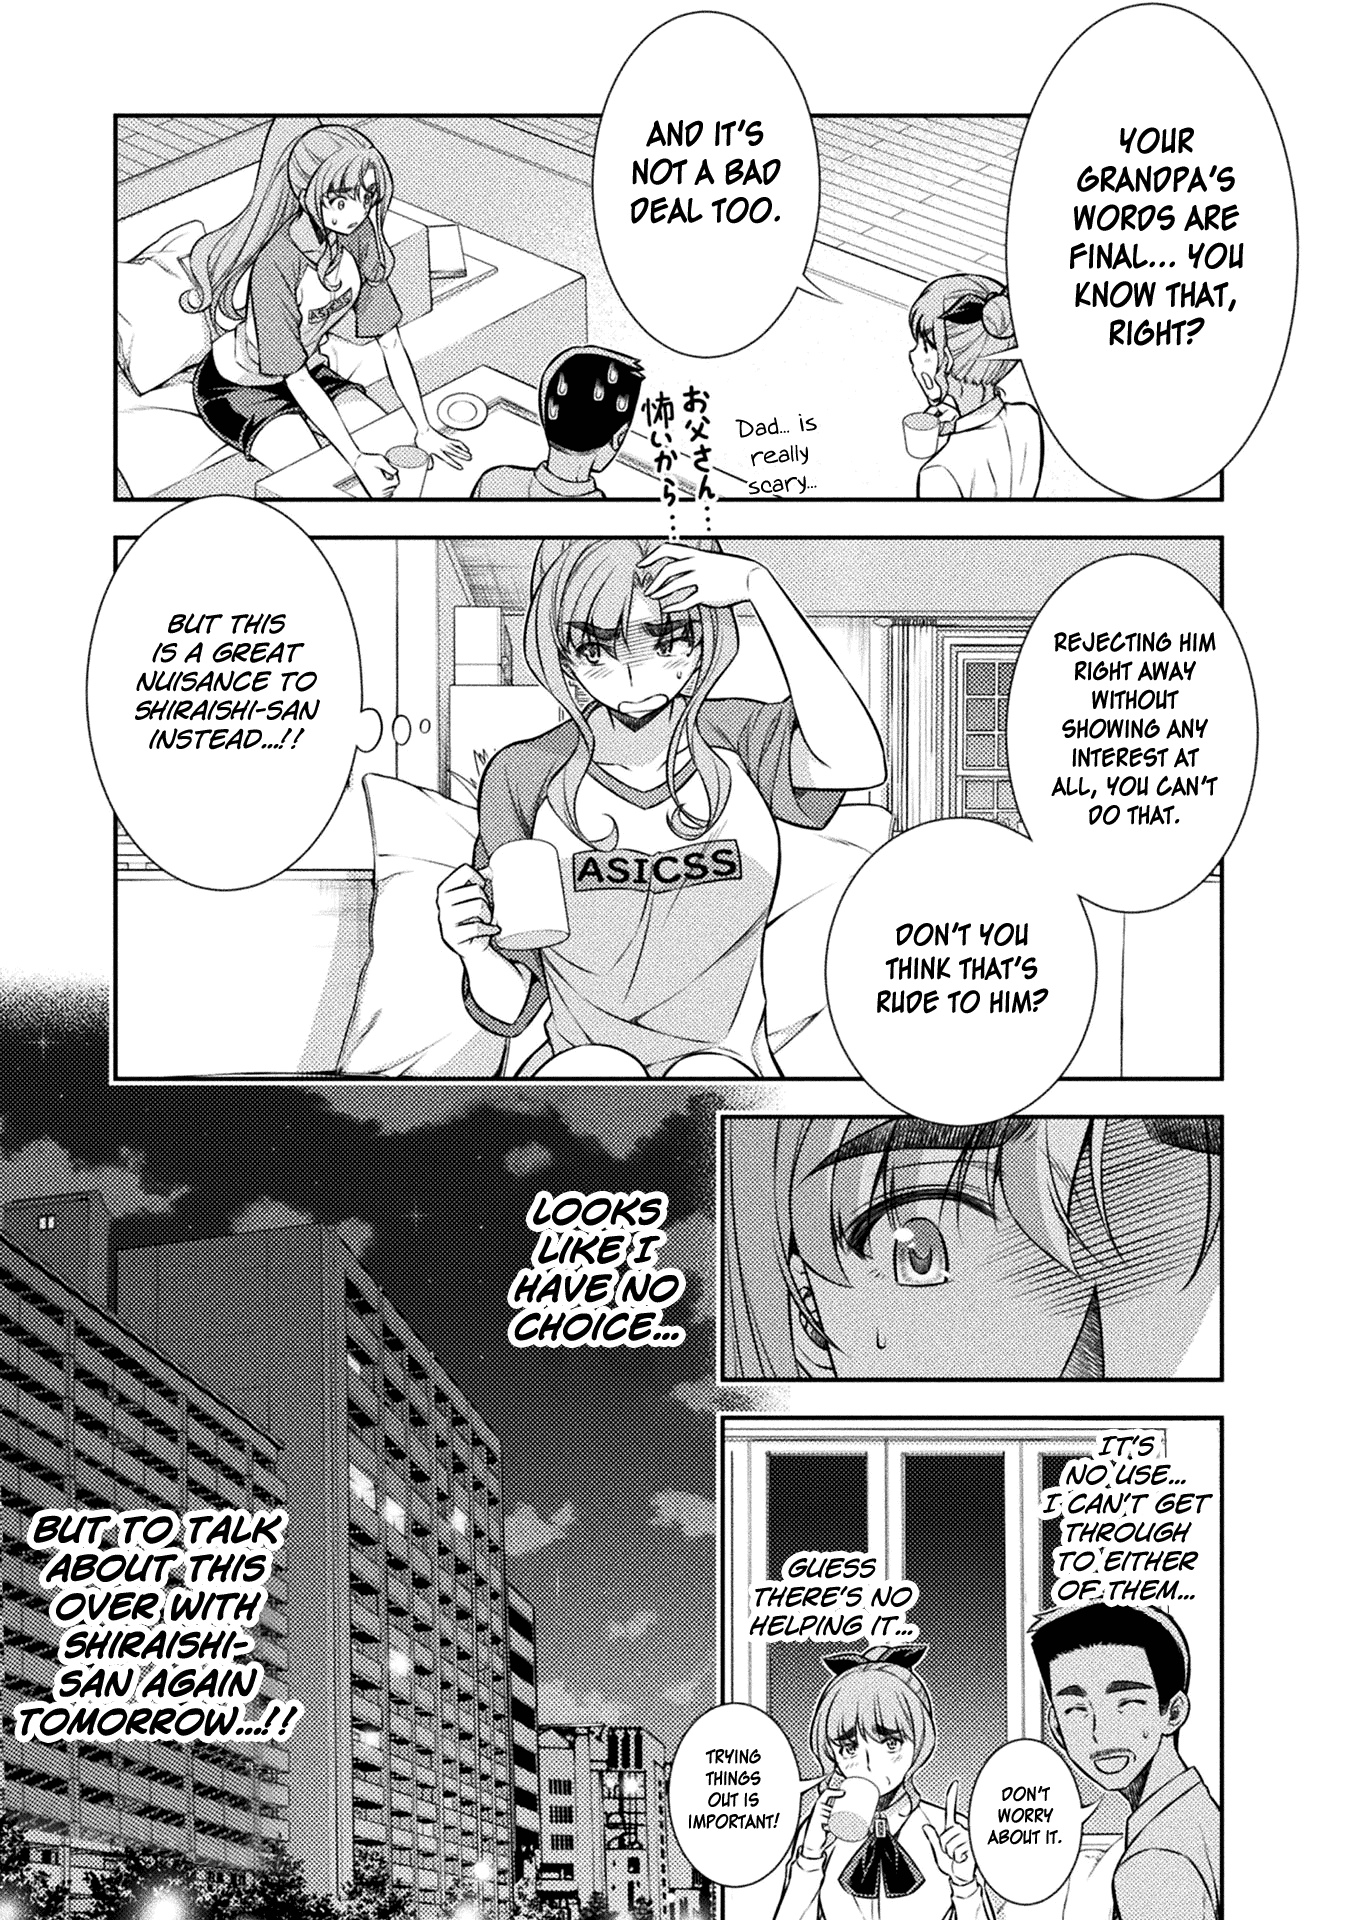 YOUR
GRANDPA'S
WORDS ARE
FINAL... YOU
KNOW THAT,
RIGHT?
AND IT'S
NOT A BAD
DEAL TOO.
お父さん…
怖いから…
Dad... is
really
scary...
ASICSS
REJECTING HIM
RIGHT AWAY
WITHOUT
SHOWING ANY
INTEREST AT
ALL, YOU CAN'T
DO THAT.
DON'T YOU
THINK THAT'S
RUDE TO HIM?
BUT THIS
IS A GREAT
NUISANCE TO
SHIRAISHI-SAN
INSTEAD...!!
ASICSS
IT'S
NO USE...
I CAN'T GET
THROUGH
TO EITHER
OF THEM...
GUESS
THERE'S NO
HELPING IT...
DON'T
WORRY
ABOUT IT.
TRYING
THINGS
OUT IS
IMPORTANT!
LOOKS
LIKE I
HAVE NO
CHOICE...
BUT TO TALK
ABOUT THIS
OVER WITH
SHIRAISHI-
SAN AGAIN
TOMORROW...!!